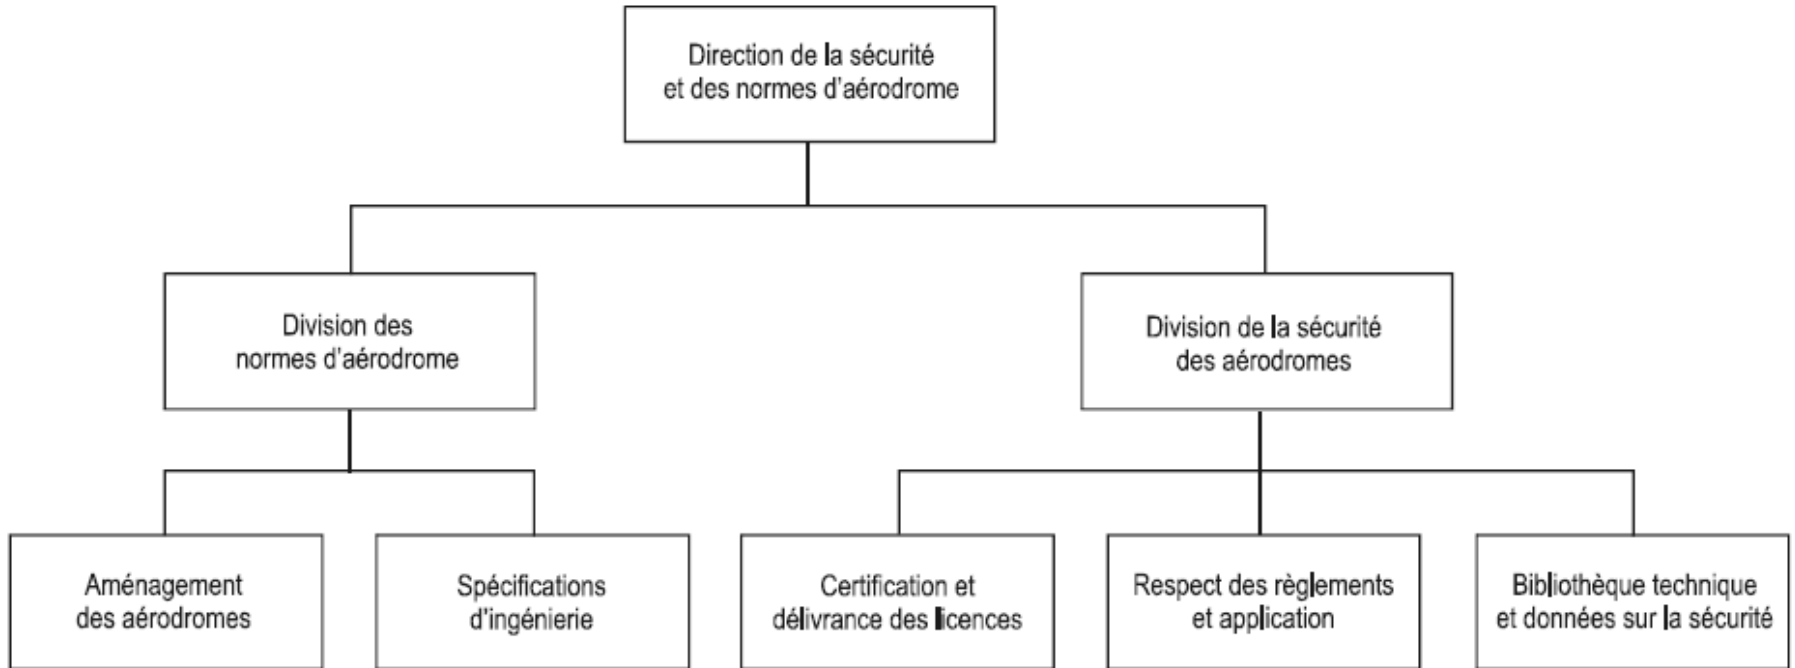 Direction de la sécurité
et des normes d'aérodrome
Division des
normes d'aérodrome
Division de la sécurité
des aérodromes
Aménagement
des aérodromes
Spécifications
d'ingénierie
Certification et
délivrance des licences
Respect des règlements
et application
Bibliothèque technique
et données sur la sécurité